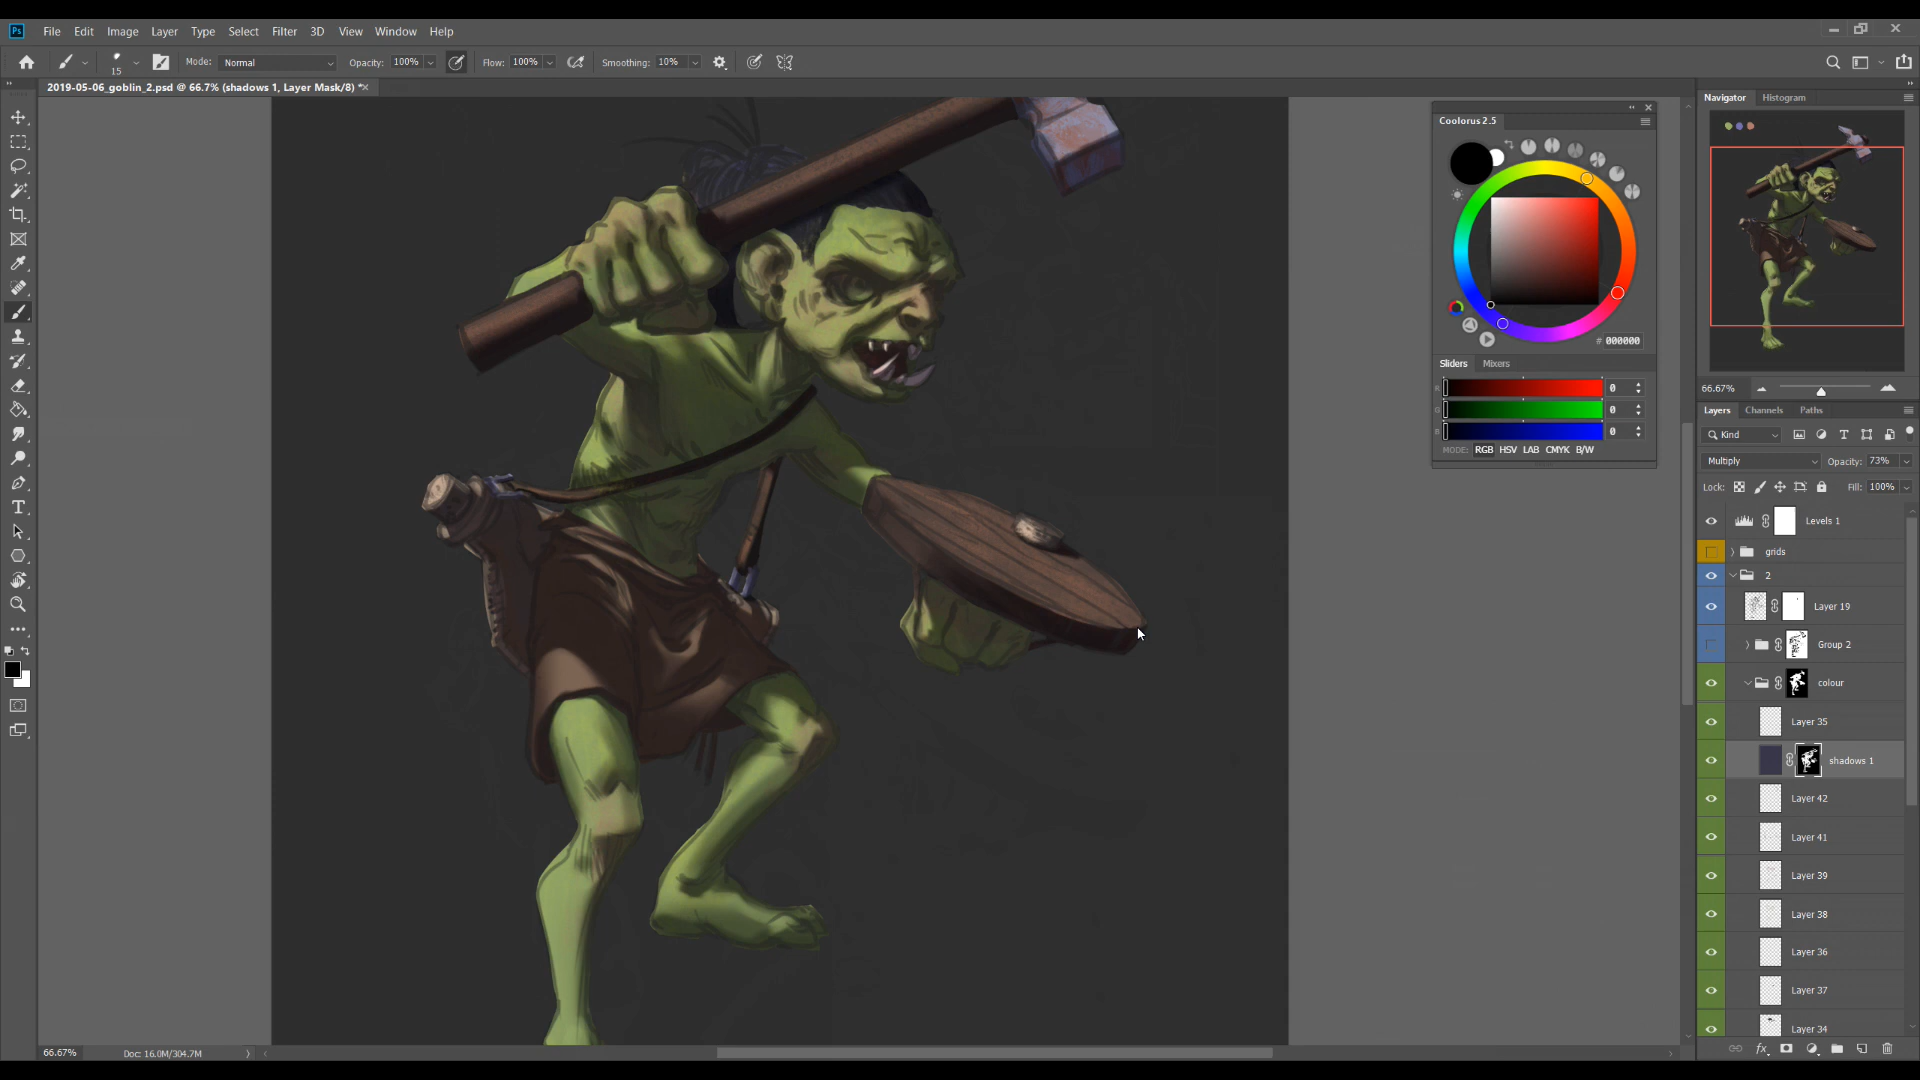 Ps File Edit Image Layer Type Select Filter 3D View Window Help
15 Mode: Normal Opacity: 100% Flow: 100% Smoothing: 10%
2019-05-06_goblin_2.psd @ 66.7% (shadows 1, Layer Mask/8) *
Navigator Histogram
Coolorus 2.5
# 000000
Sliders Mixers
R 0
G 0
B 0
MODE: RGB HSV LAB CMYK B/W
66.67%
Layers Channels Paths
Kind
Multiply Opacity: 73%
Lock: Fill: 100%
Levels 1
grids
2
Layer 19
Group 2
colour
Layer 35
shadows 1
Layer 42
Layer 41
Layer 39
Layer 38
Layer 36
Layer 37
Layer 34
fx
66.67% Doc: 16.0M/304.7M